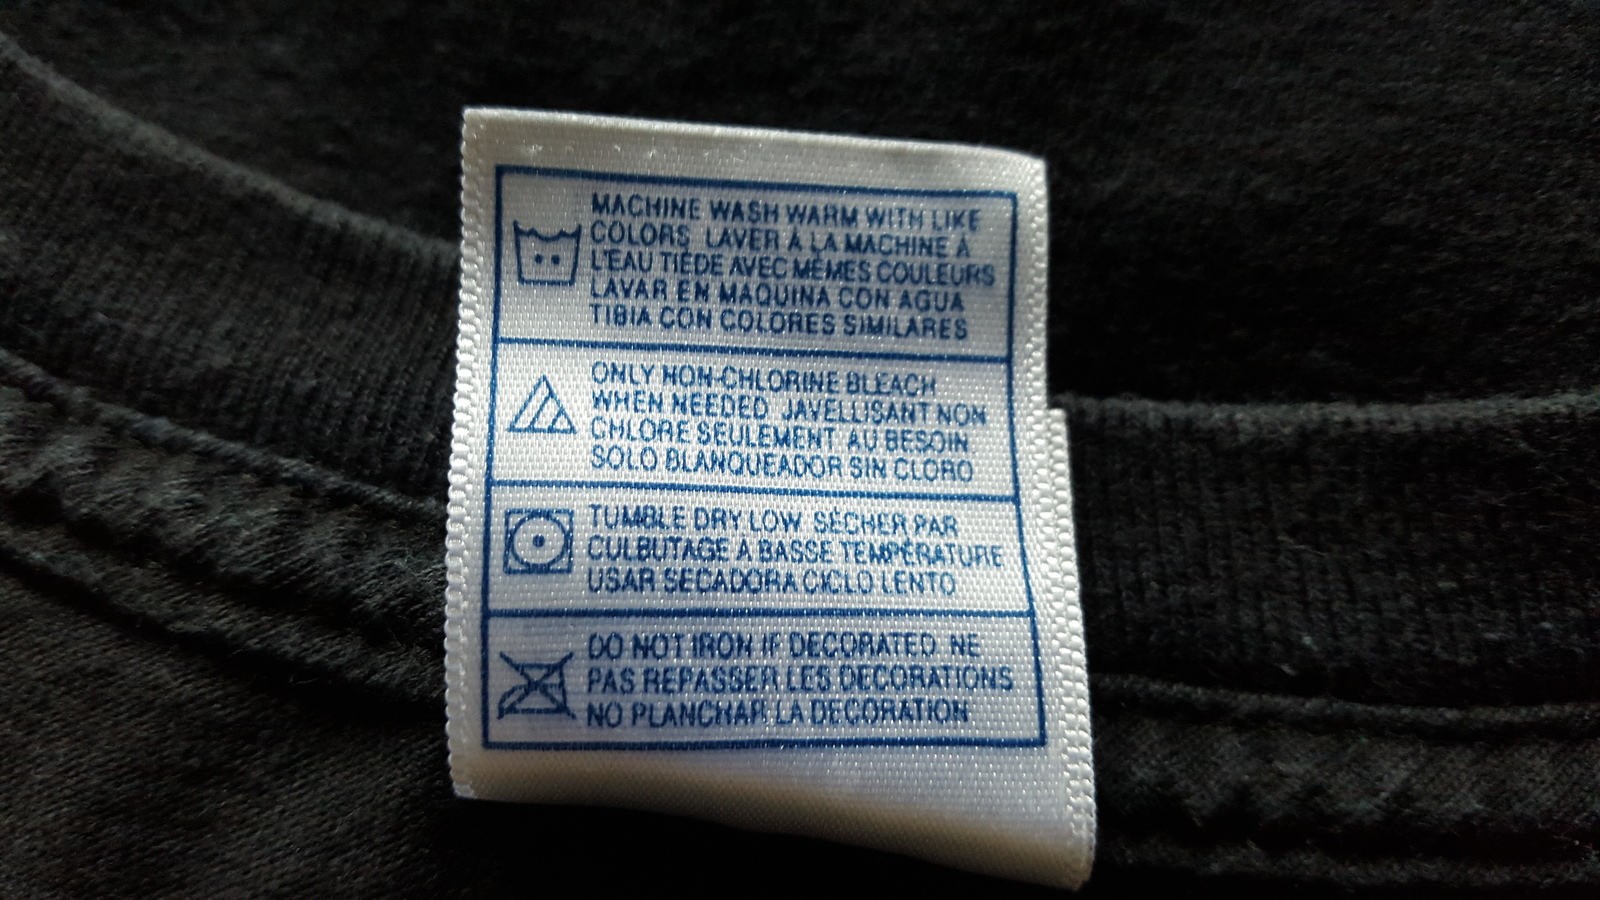 MACHINE WASH WARM WITH LIKE
COLORS LAVER À LA MACHINE À
L'EAU TIÉDE AVEC MÊMES COULEURS
LAVAR EN MAQUINA CON AGUA
TIBIA CON COLORES SIMILARES
ONLY NON-CHLORINE BLEACH
WHEN NEEDED JAVELLISANT NON
CHLORE SEULEMENT AU BESOIN
SOLO BLANQUEADOR SIN CLORO
TUMBLE DRY LOW SÉCHER PAR
CULBUTAGE A BASSE TEMPÉRATURE
USAR SECADORA CICLO LENTO
DO NOT IRON IF DECORATED NE
PAS REPASSER LES DECORATIONS
NO PLANCHAR LA DECORATION